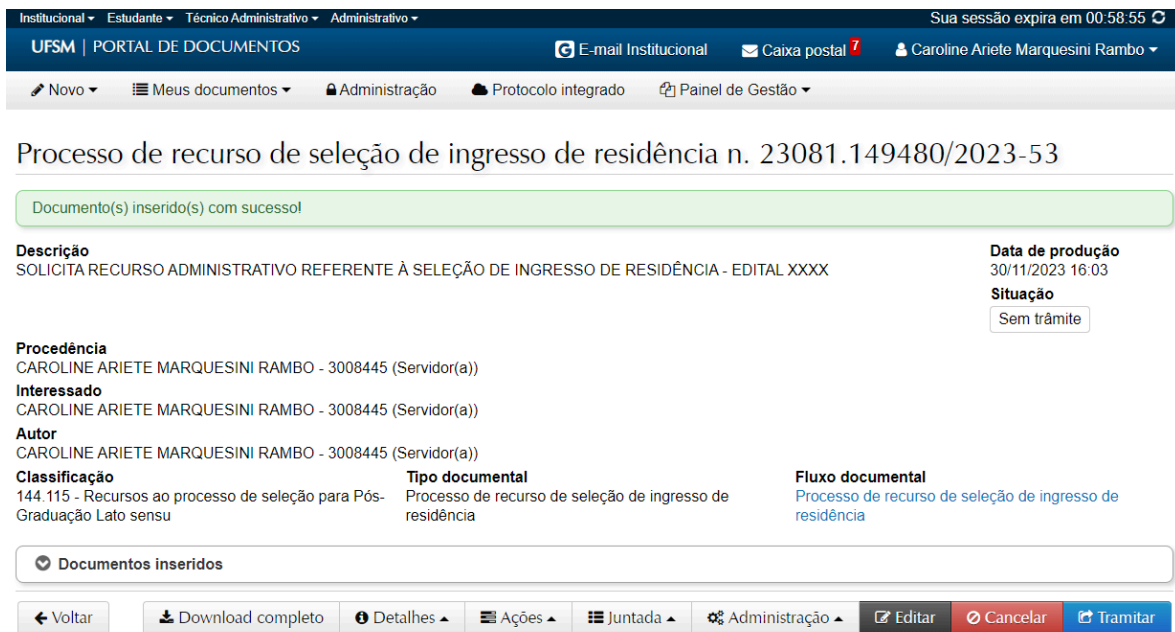 Institucional Estudante Técnico Administrativo Administrativo Sua sessão expira em 00:58:55
UFSM | PORTAL DE DOCUMENTOS G E-mail Institucional Caixa postal 7 Caroline Ariete Marquesini Rambo
Novo Meus documentos Administração Protocolo integrado Painel de Gestão
Processo de recurso de seleção de ingresso de residência n. 23081.149480/2023-53
Documento(s) inserido(s) com sucesso!
Descrição
SOLICITA RECURSO ADMINISTRATIVO REFERENTE À SELEÇÃO DE INGRESSO DE RESIDÊNCIA - EDITAL XXXX
Data de produção
30/11/2023 16:03
Situação
Sem trâmite
Procedência
CAROLINE ARIETE MARQUESINI RAMBO - 3008445 (Servidor(a))
Interessado
CAROLINE ARIETE MARQUESINI RAMBO - 3008445 (Servidor(a))
Autor
CAROLINE ARIETE MARQUESINI RAMBO - 3008445 (Servidor(a))
Classificação
144.115 - Recursos ao processo de seleção para Pós-
Graduação Lato sensu
Tipo documental
Processo de recurso de seleção de ingresso de
residência
Fluxo documental
Processo de recurso de seleção de ingresso de
residência
Documentos inseridos
Voltar Download completo Detalhes Ações Juntada Administração Editar Cancelar Tramitar